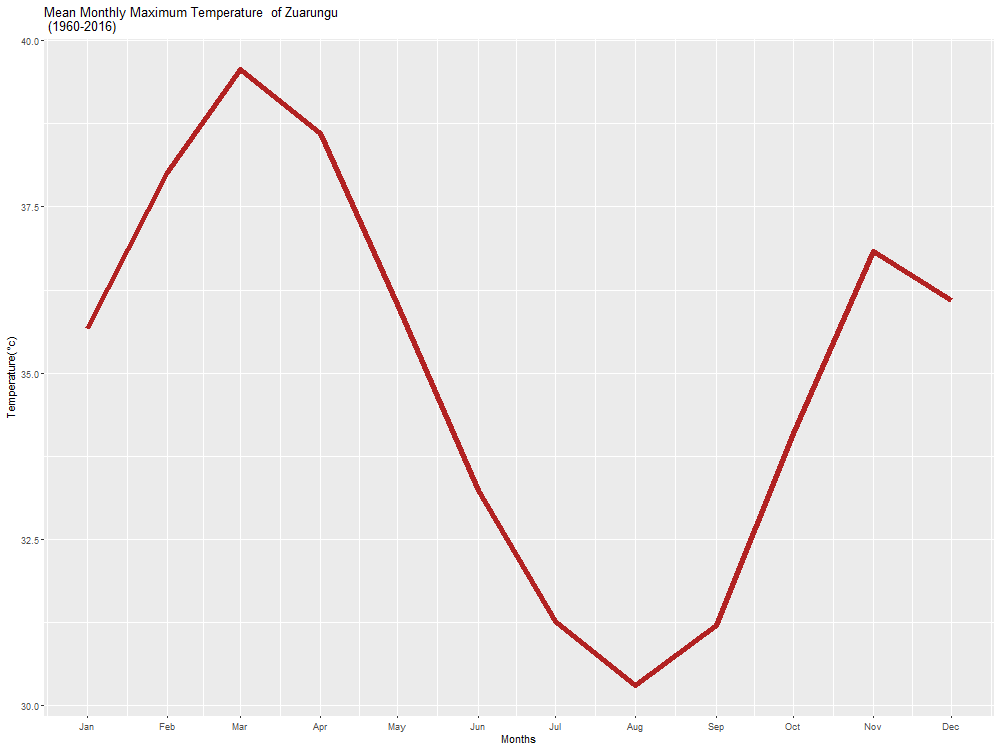 Mean Monthly Maximum Temperature  of Zuarungu
(1960-2016)
40.0
37.5
35.0
32.5
30.0
Temperature(°c)
Jan Feb Mar Apr May Jun Jul Aug Sep Oct Nov Dec
Months